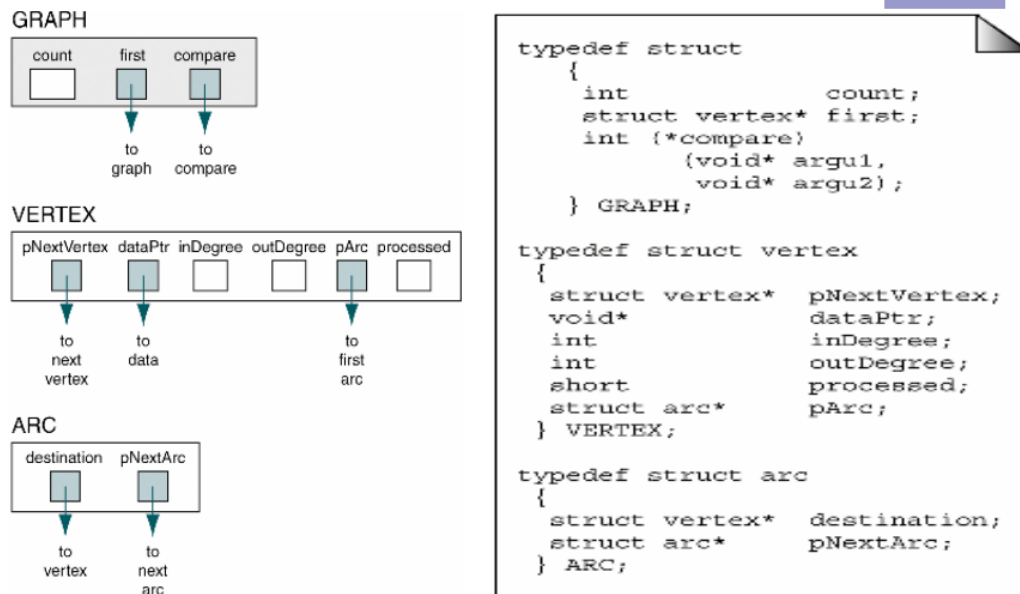 GRAPH
count first compare
to to
graph compare
VERTEX
pNextVertex dataPtr inDegree outDegree pArc processed
to to to
next data first
vertex arc
ARC
destination pNextArc
to to
vertex next
arc
typedef struct
{
int count;
struct vertex* first;
int (*compare)
(void* argu1,
void* argu2);
} GRAPH;
typedef struct vertex
{
struct vertex* pNextVertex;
void* dataPtr;
int inDegree;
int outDegree;
short processed;
struct arc* pArc;
} VERTEX;
typedef struct arc
{
struct vertex* destination;
struct arc* pNextArc;
} ARC;